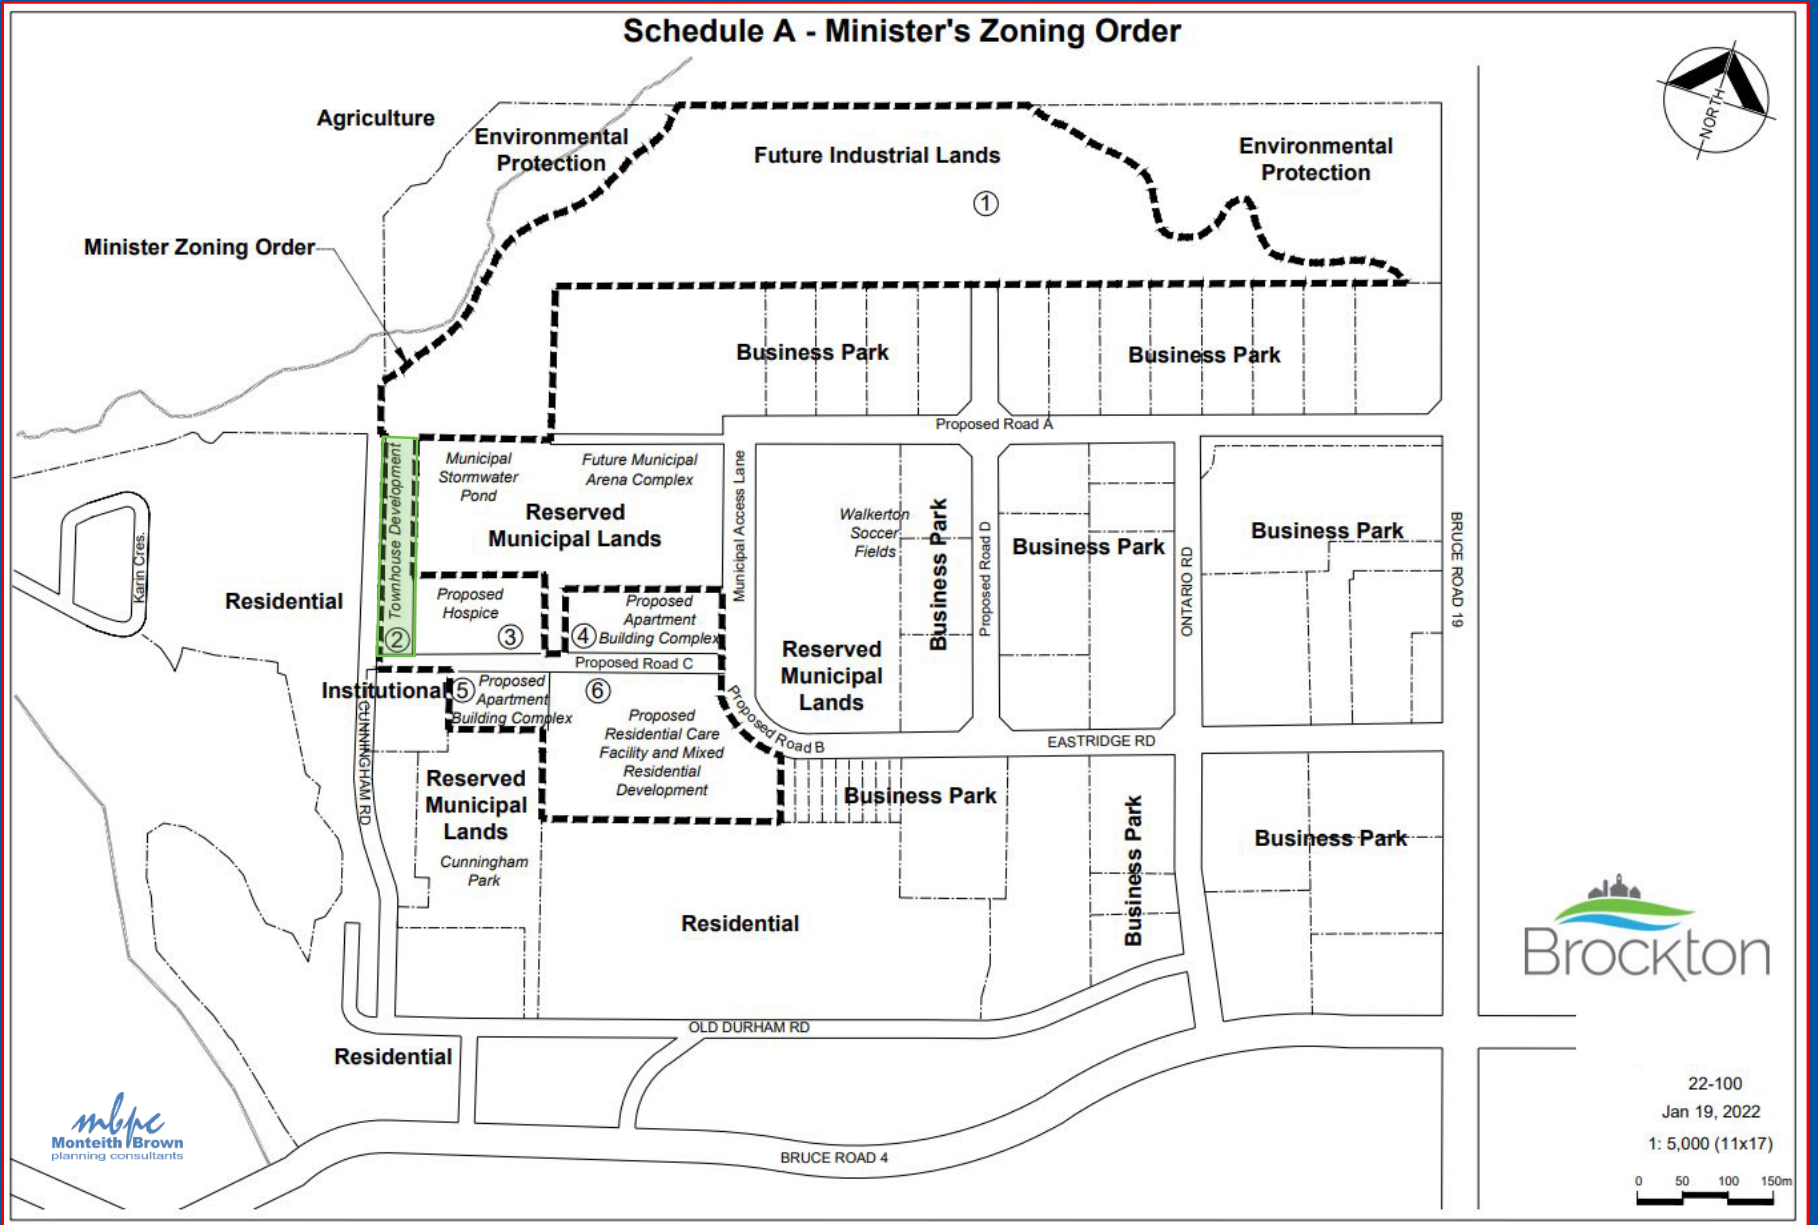 Schedule A - Minister's Zoning Order
NORTH
Agriculture
Environmental
Protection
Future Industrial Lands
1
Environmental
Protection
Minister Zoning Order
Business Park
Business Park
Proposed Road A
Townhouse Development
2
Municipal
Stormwater
Pond
Future Municipal
Arena Complex
Reserved
Municipal Lands
Municipal Access Lane
Walkerton
Soccer
Fields
Business Park
Proposed Road D
Business Park
ONTARIO RD
Business Park
BRUCE ROAD 19
Karin Cres.
Residential
Proposed
Hospice
3
4
Proposed
Apartment
Building Complex
Proposed Road C
Reserved
Municipal
Lands
Institutional
5
Proposed
Apartment
Building Complex
6
Proposed
Residential Care
Facility and Mixed
Residential
Development
Proposed Road B
EASTRIDGE RD
CUNNINGHAM RD
Reserved
Municipal
Lands
Cunningham
Park
Business Park
Business Park
Business Park
Residential
Brockton
OLD DURHAM RD
Residential
BRUCE ROAD 4
mbpc
Monteith Brown
planning consultants
22-100
Jan 19, 2022
1: 5,000 (11x17)
0 50 100 150m